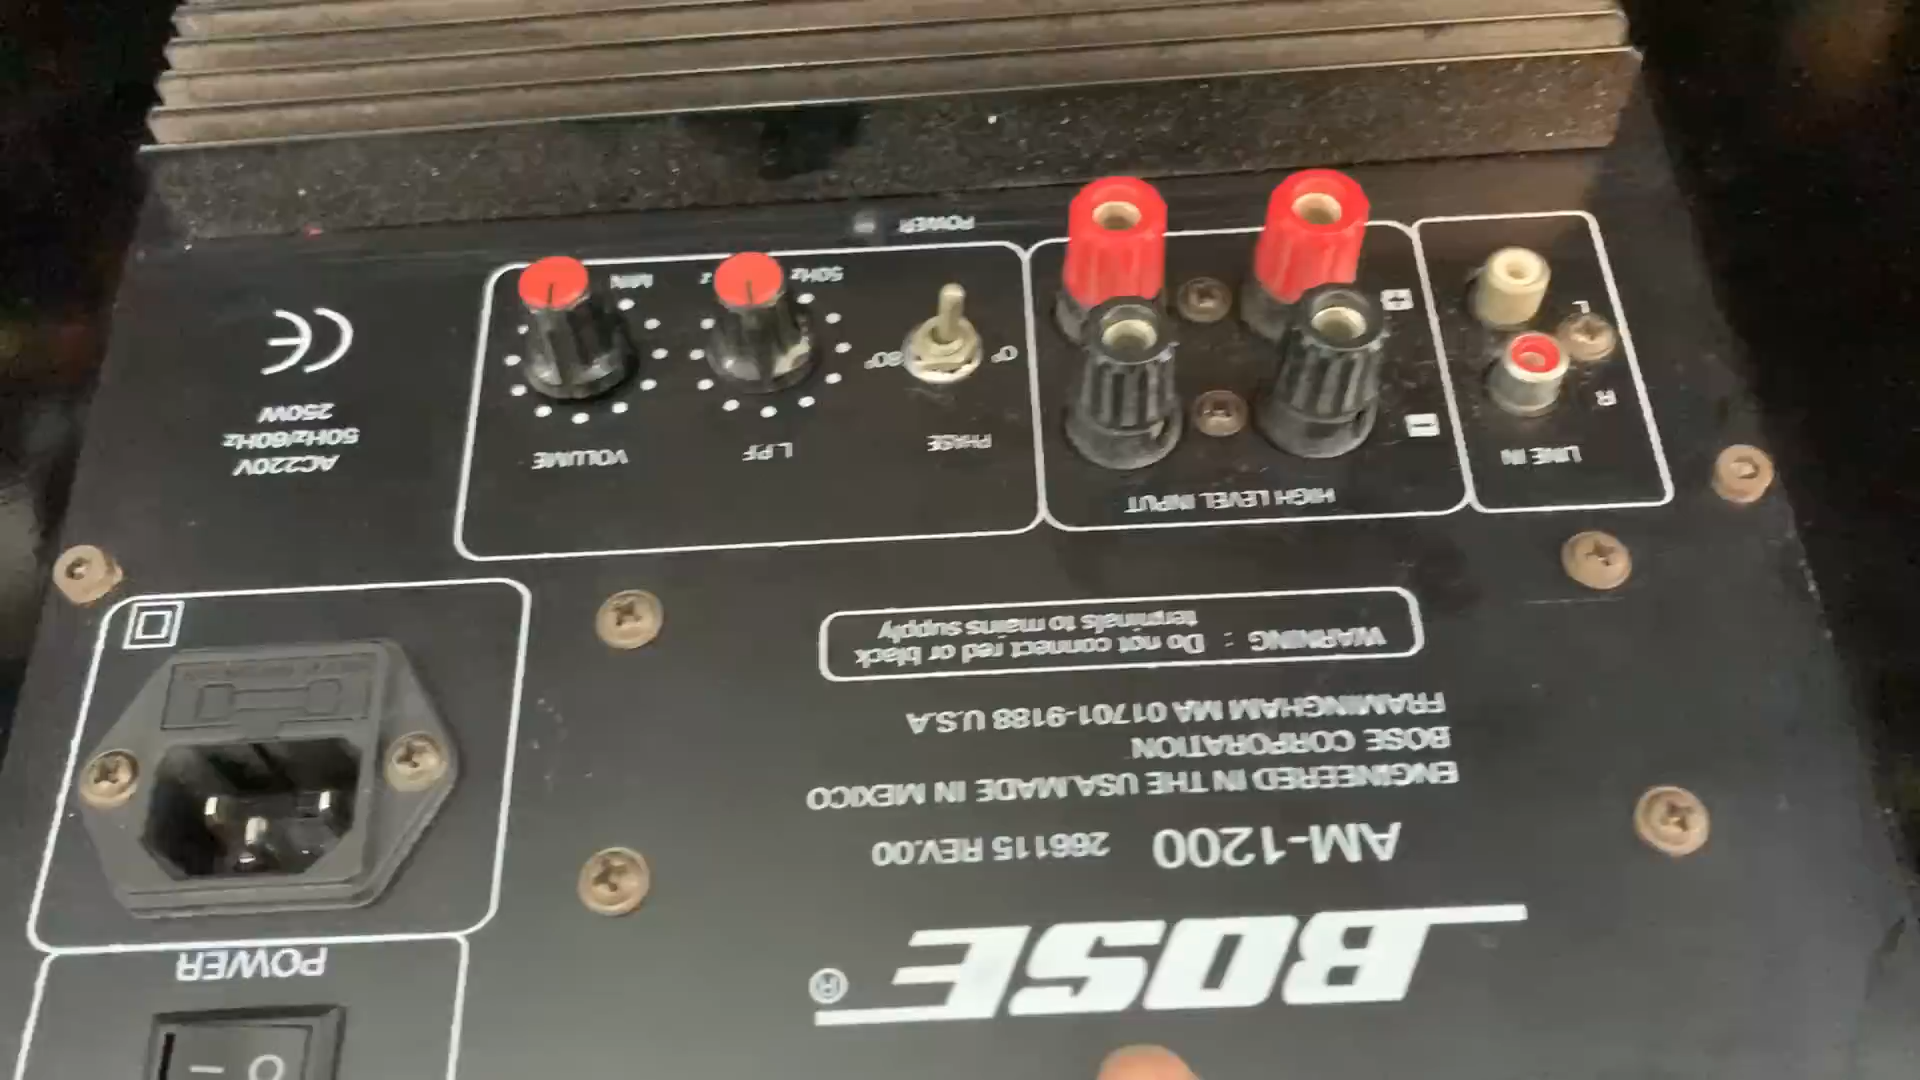 BOSE®
AM-1200 266115 REV.00
ENGINEERED IN THE USA.MADE IN MEXICO
BOSE CORPORATION
FRAMINGHAM MA 01701-9188 U.S.A
WARNING : Do not connect red or black
terminals to mains supply
POWER
O I
LINE IN
R
L
HIGH LEVEL INPUT
PHASE
0°
L.P.F
50Hz
VOLUME
MIN
POWER
AC220V
50Hz/60Hz
250W
CE